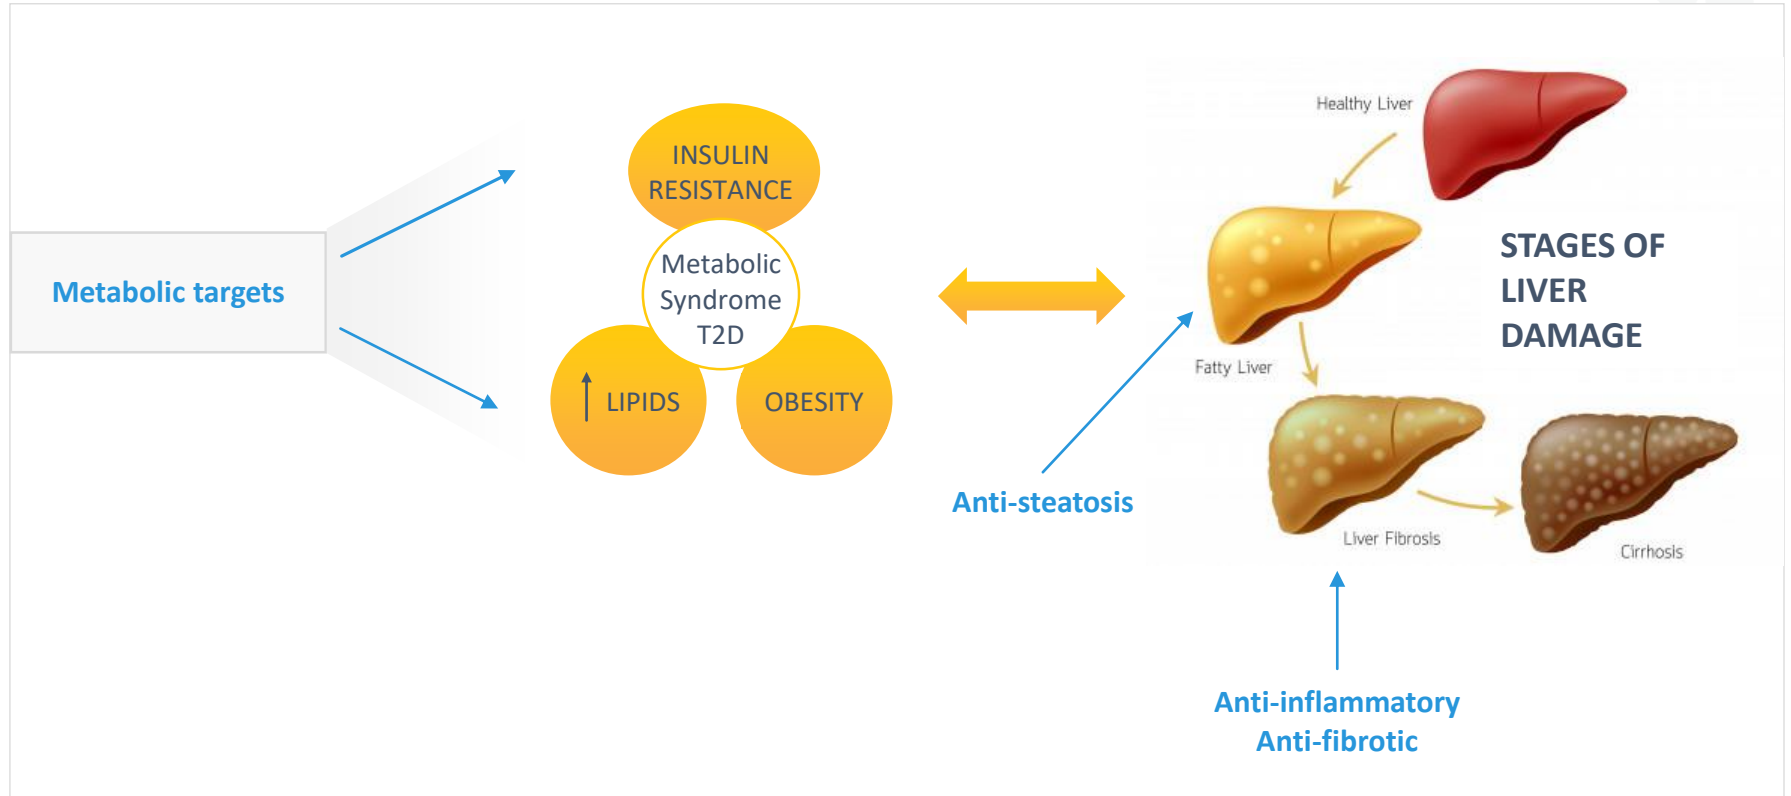 Metabolic targets
INSULIN
RESISTANCE
Metabolic
Syndrome
T2D
LIPIDS
OBESITY
Healthy Liver
STAGES OF
LIVER
DAMAGE
Fatty Liver
Anti-steatosis
Liver Fibrosis
Cirrhosis
Anti-inflammatory
Anti-fibrotic